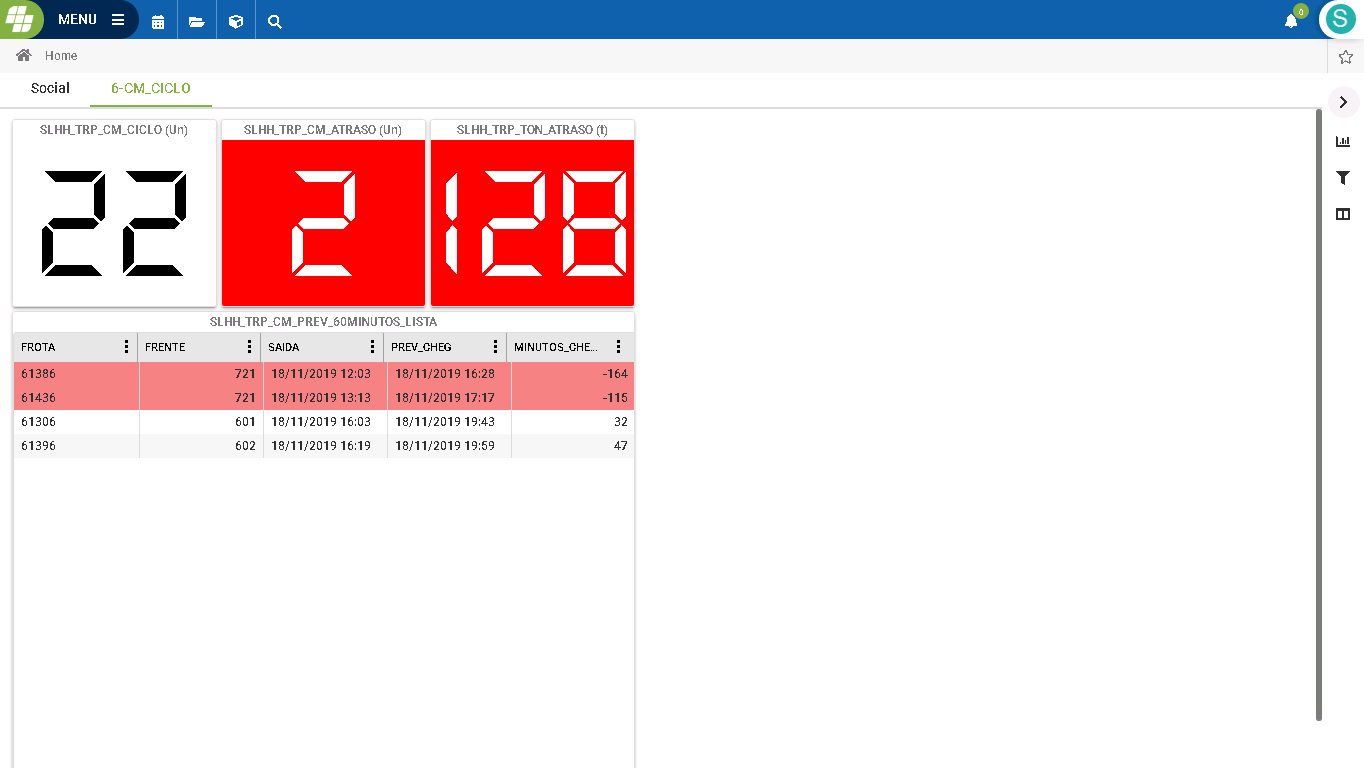 MENU
0
S
Home
Social
6-CM_CICLO
SLHH_TRP_CM_CICLO (Un)
SLHH_TRP_CM_ATRASO (Un)
SLHH_TRP_TON_ATRASO (t)
22
2
128
SLHH_TRP_CM_PREV_60MINUTOS_LISTA
FROTA FRENTE SAIDA PREV_CHEG MINUTOS_CHE...
61386 721 18/11/2019 12:03 18/11/2019 16:28 -164
61436 721 18/11/2019 13:13 18/11/2019 17:17 -115
61306 601 18/11/2019 16:03 18/11/2019 19:43 32
61396 602 18/11/2019 16:19 18/11/2019 19:59 47